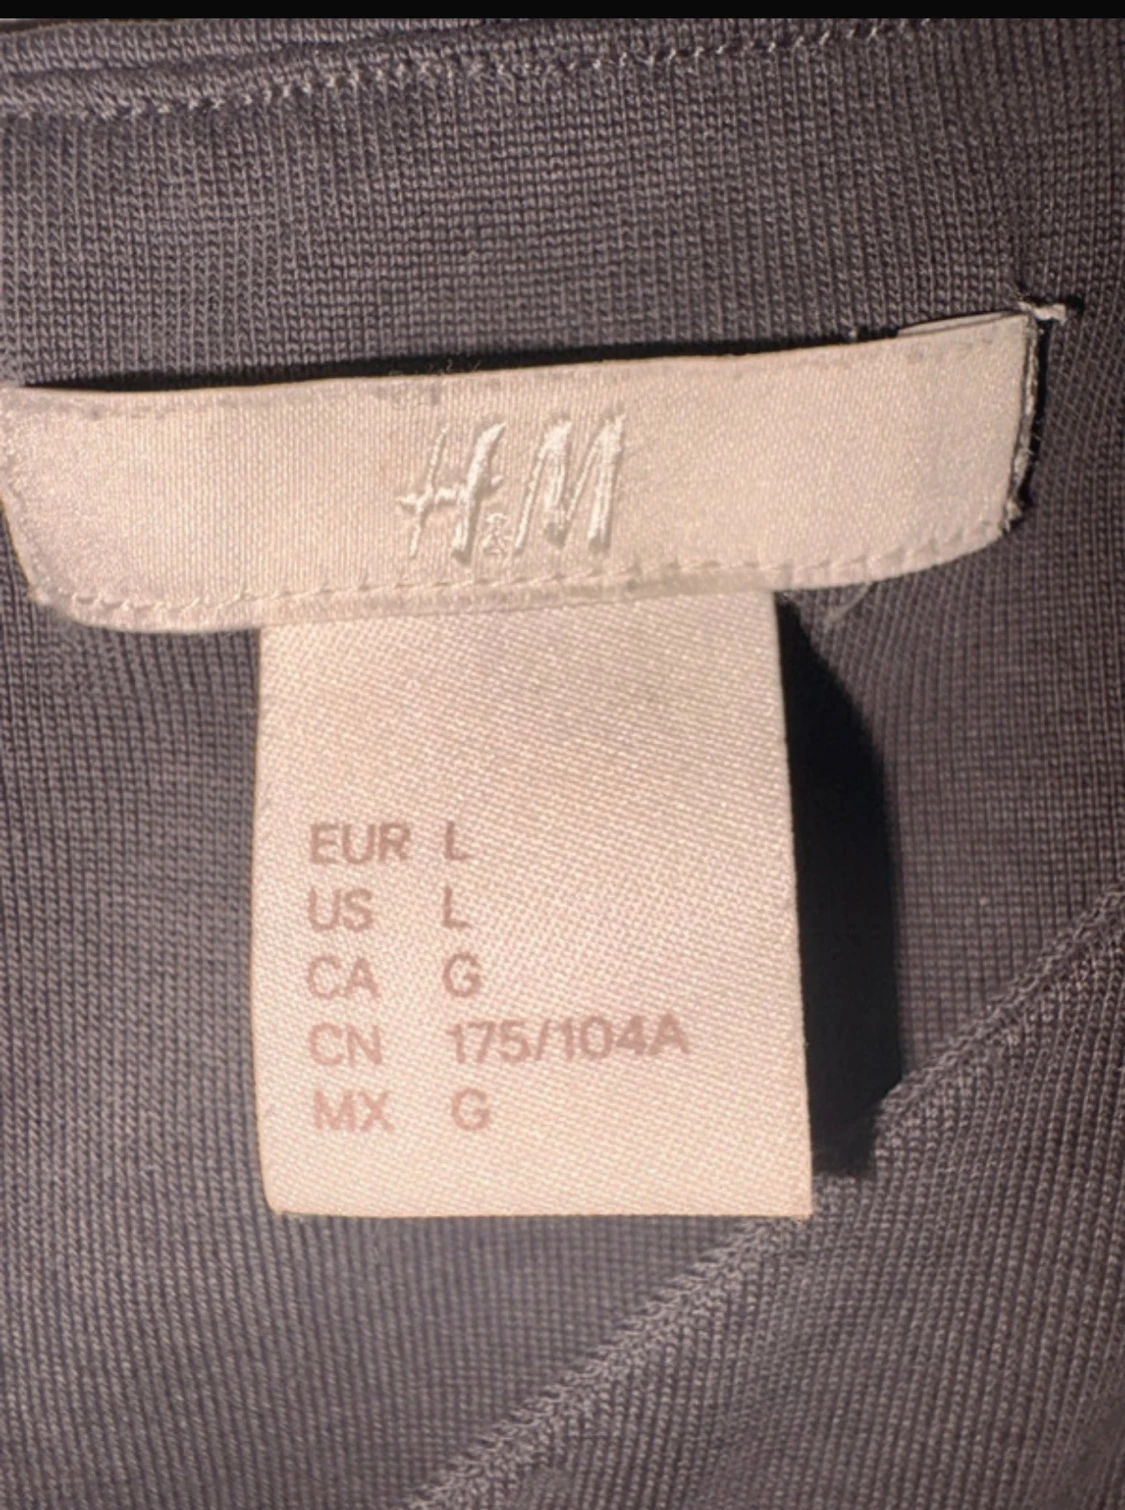 H&M
EUR L
US L
CA G
CN 175/104A
MX G